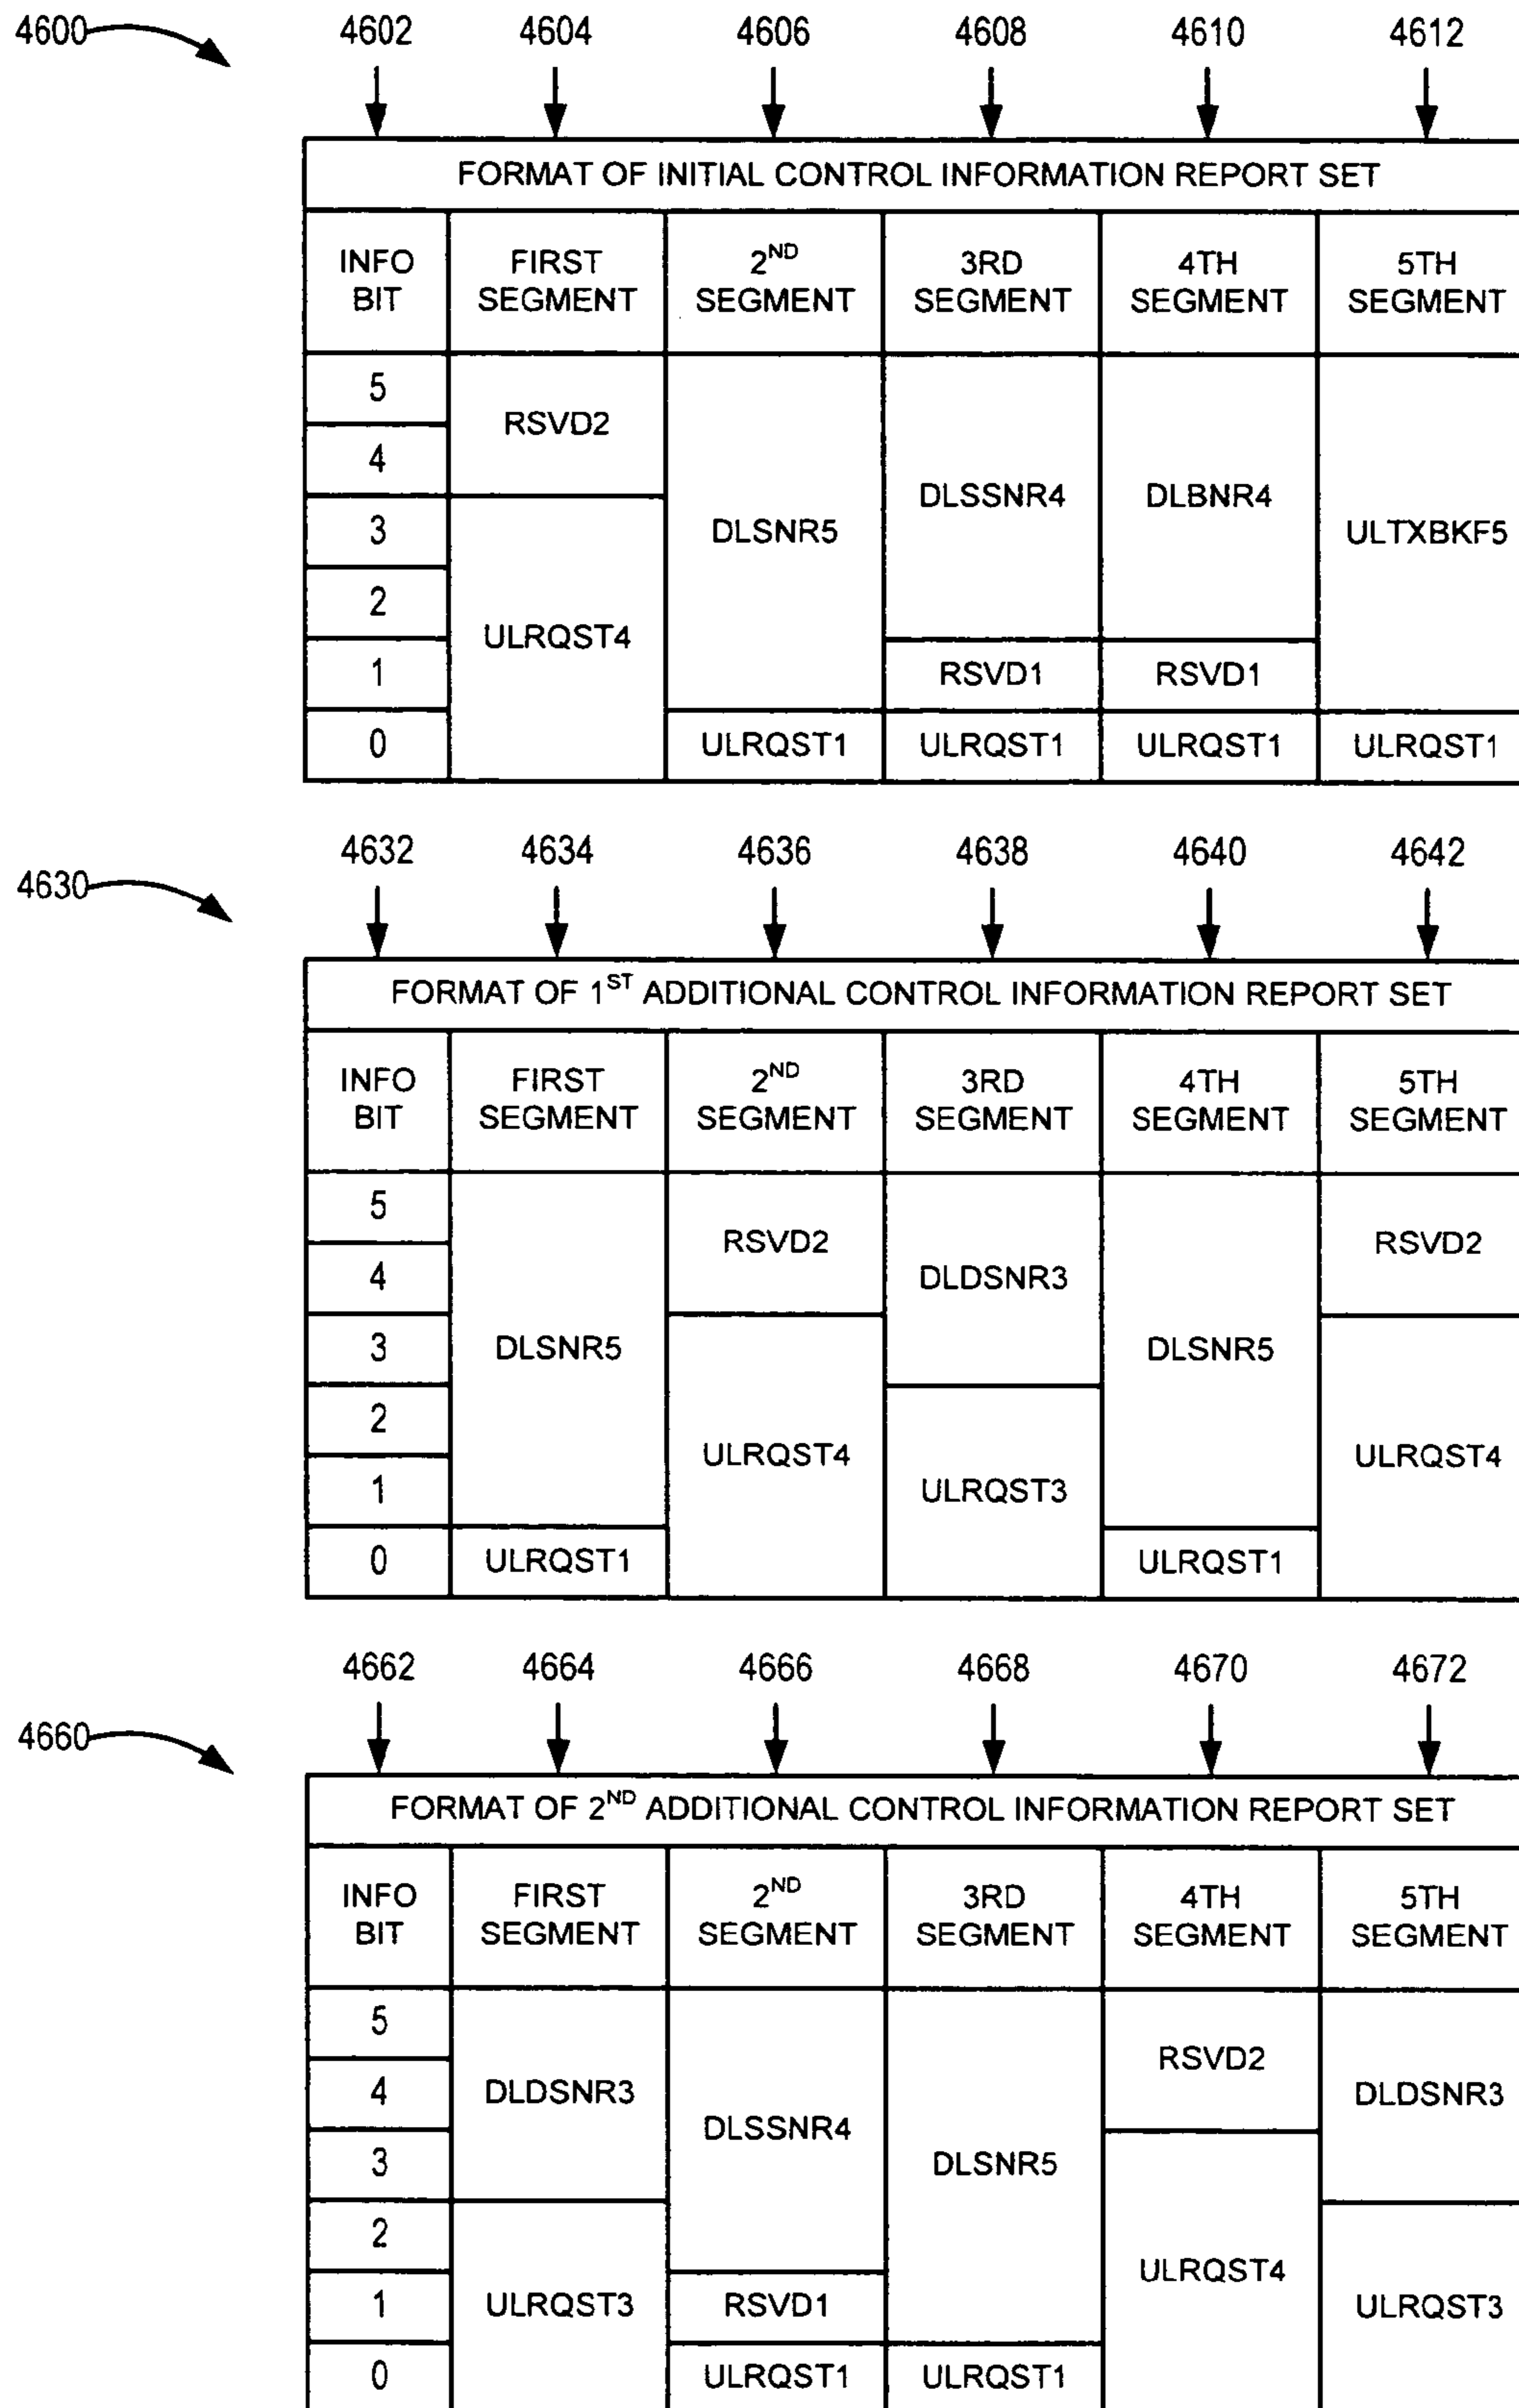 4600 4602 4604 4606 4608 4610 4612
FORMAT OF INITIAL CONTROL INFORMATION REPORT SET
INFO BIT FIRST SEGMENT 2ND SEGMENT 3RD SEGMENT 4TH SEGMENT 5TH SEGMENT
5
RSVD2
4
DLSSNR4 DLBNR4
3 DLSNR5 ULTXBKF5
2
ULRQST4
1 RSVD1 RSVD1
0 ULRQST1 ULRQST1 ULRQST1 ULRQST1
4632 4634 4636 4638 4640 4642
4630
FORMAT OF 1ST ADDITIONAL CONTROL INFORMATION REPORT SET
INFO BIT FIRST SEGMENT 2ND SEGMENT 3RD SEGMENT 4TH SEGMENT 5TH SEGMENT
5
RSVD2 RSVD2
4 DLDSNR3
3 DLSNR5 DLSNR5
2
ULRQST4 ULRQST4
1 ULRQST3
0 ULRQST1 ULRQST1
4662 4664 4666 4668 4670 4672
4660
FORMAT OF 2ND ADDITIONAL CONTROL INFORMATION REPORT SET
INFO BIT FIRST SEGMENT 2ND SEGMENT 3RD SEGMENT 4TH SEGMENT 5TH SEGMENT
5
RSVD2
4 DLDSNR3 DLDSNR3
DLSSNR4
3 DLSNR5
2
ULRQST4
1 ULRQST3 RSVD1 ULRQST3
0 ULRQST1 ULRQST1